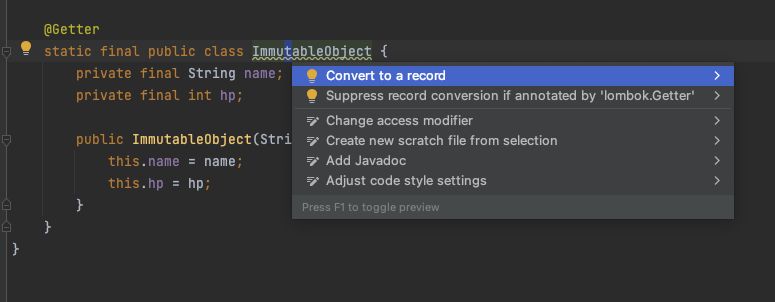 @Getter
static final public class ImmutableObject {
private final String name;
private final int hp;
Convert to a record
Suppress record conversion if annotated by 'lombok.Getter'
public ImmutableObject(Stri
Change access modifier
this.name = name;
Create new scratch file from selection
this.hp = hp;
Add Javadoc
}
Adjust code style settings
Press F1 to toggle preview
}
}